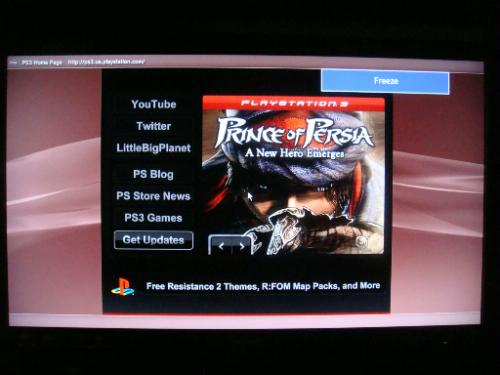 PS3 Home Page http://ps3.us.playstation.com/
Freeze
YouTube
Twitter
LittleBigPlanet
PS Blog
PS Store News
PS3 Games
Get Updates
PLAYSTATION 3
PRINCE OF PERSIA
A New Hero Emerges
Free Resistance 2 Themes, R:FOM Map Packs, and More